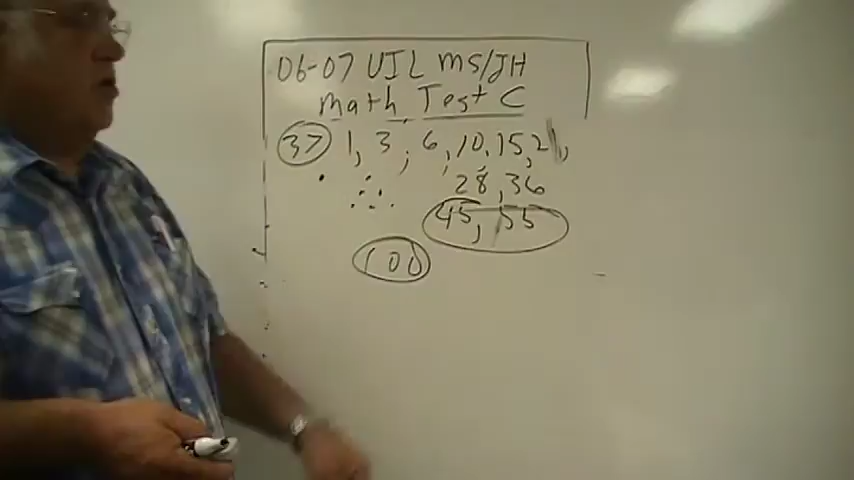 06-07 UIL MS/JH
Math Test C
37 1, 3, 6, 10, 15, 21,
28, 36
45, 55
100